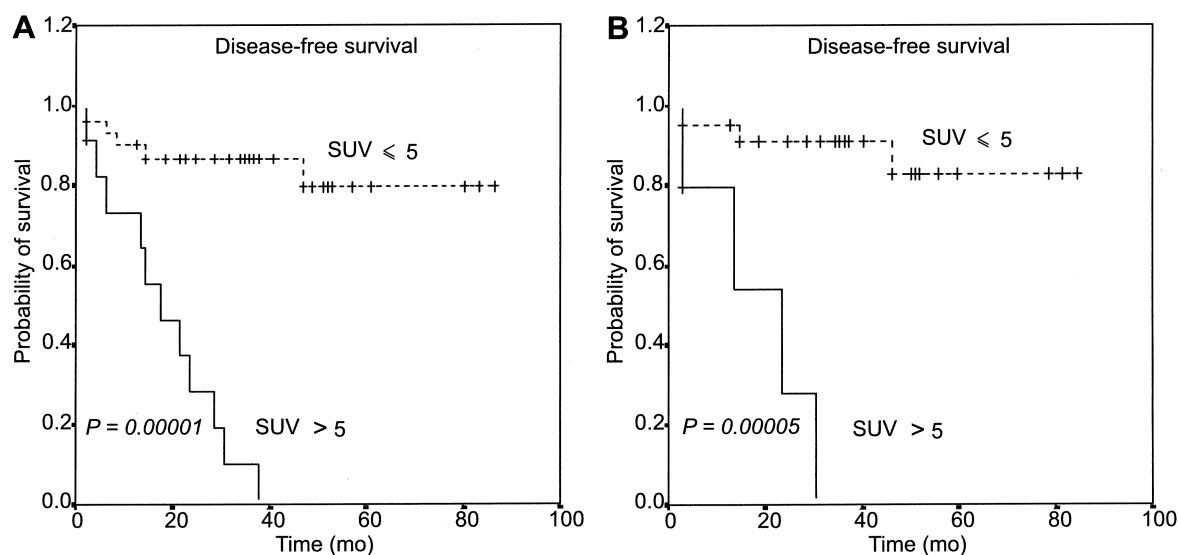 A
Disease-free survival
Probability of survival
1.2
1.0
0.8
0.6
0.4
0.2
0.0
SUV ⩽ 5
P = 0.00001
SUV > 5
0 20 40 60 80 100
Time (mo)
B
Disease-free survival
Probability of survival
1.2
1.0
0.8
0.6
0.4
0.2
0.0
SUV ⩽ 5
P = 0.00005
SUV > 5
0 20 40 60 80 100
Time (mo)